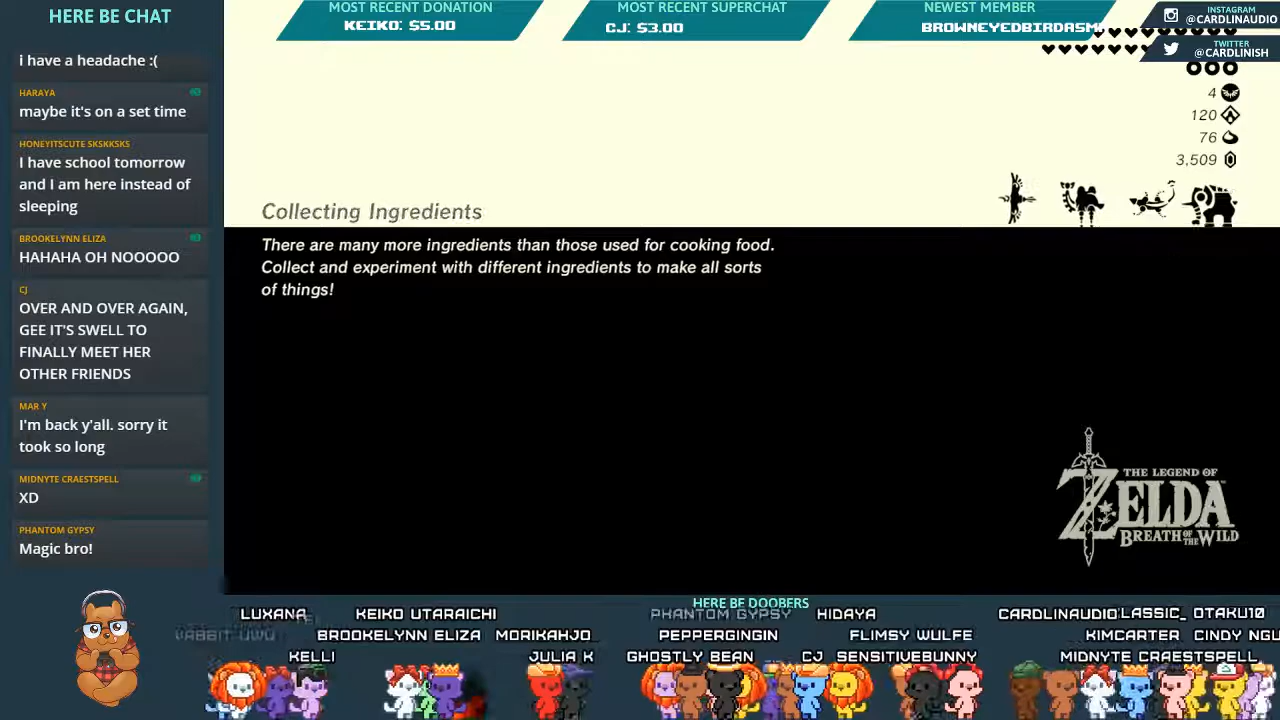 HERE BE CHAT
i have a headache :(
HARAYA
maybe it's on a set time
HONEYITSCUTE SKSKKSKS
I have school tomorrow
and I am here instead of
sleeping
BROOKELYNN ELIZA
HAHAHA OH NOOOOO
CJ
OVER AND OVER AGAIN,
GEE IT'S SWELL TO
FINALLY MEET HER
OTHER FRIENDS
MAR Y
I'm back y'all. sorry it
took so long
MIDNYTE CRAESTSPELL
XD
PHANTOM GYPSY
Magic bro!
MOST RECENT DONATION
KEIKO: $5.00
MOST RECENT SUPERCHAT
CJ: $3.00
NEWEST MEMBER
BROWNEYEDBIRDASM
INSTAGRAM
@CARDLINAUDIO
TWITTER
@CARDLINISH
4
120
76
3,509
Collecting Ingredients
There are many more ingredients than those used for cooking food.
Collect and experiment with different ingredients to make all sorts
of things!
THE LEGEND OF
ZELDA
BREATH OF THE WILD
HERE BE DOOBERS
LUXANA KEIKO UTARAICHI PHANTOM GYPSY HIDAYA CARDLINAUDIO LASSIC_OTAKU10
BROOKELYNN ELIZA MORIKAHJO PEPPERGINGIN FLIMSY WULFE KIMCARTER CINDY NGU
KELLI JULIA K GHOSTLY BEAN CJ SENSITIVEBUNNY MIDNYTE CRAESTSPELL